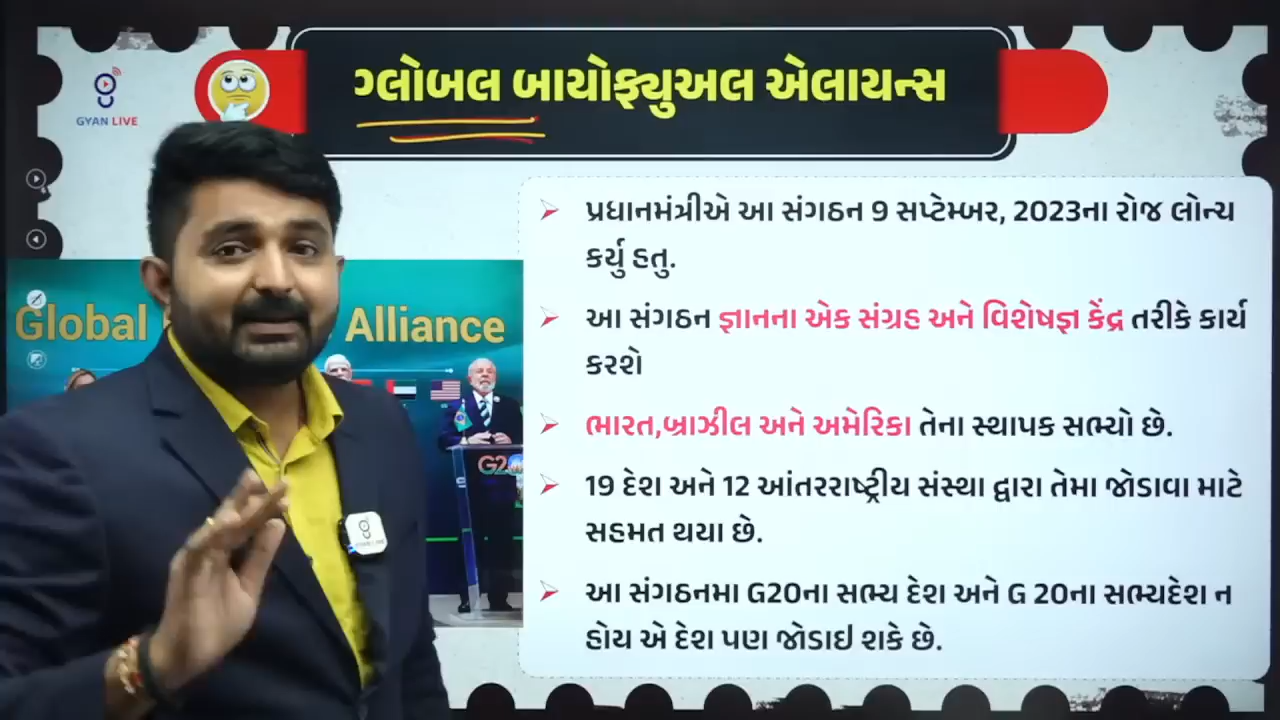 ગ્લોબલ બાયોફ્યુઅલ એલાયન્સ
GYAN LIVE
પ્રધાનમંત્રીએ આ સંગઠન 9 સપ્ટેમ્બર, 2023ના રોજ લોન્ચ
કર્યુ હતુ.
આ સંગઠન જ્ઞાનના એક સંગ્રહ અને વિશેષજ્ઞ કેંદ્ર તરીકે કાર્ય
કરશે
ભારત,બ્રાઝીલ અને અમેરિકા તેના સ્થાપક સભ્યો છે.
19 દેશ અને 12 આંતરરાષ્ટ્રીય સંસ્થા દ્વારા તેમા જોડાવા માટે
સહમત થયા છે.
આ સંગઠનમા G20ના સભ્ય દેશ અને G 20ના સભ્યદેશ ન
હોય એ દેશ પણ જોડાઇ શકે છે.
Global Alliance
G20